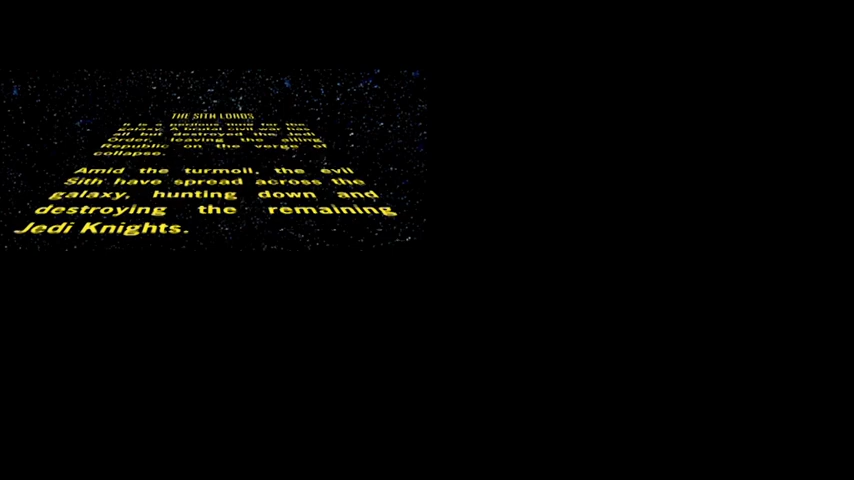 THE SITH LORDS
It is a perilous time for the
galaxy. A brutal civil war has
all but destroyed the Jedi
Order, leaving the ailing
Republic on the verge of
collapse.
Amid the turmoil, the evil
Sith have spread across the
galaxy, hunting down and
destroying the remaining
Jedi Knights.